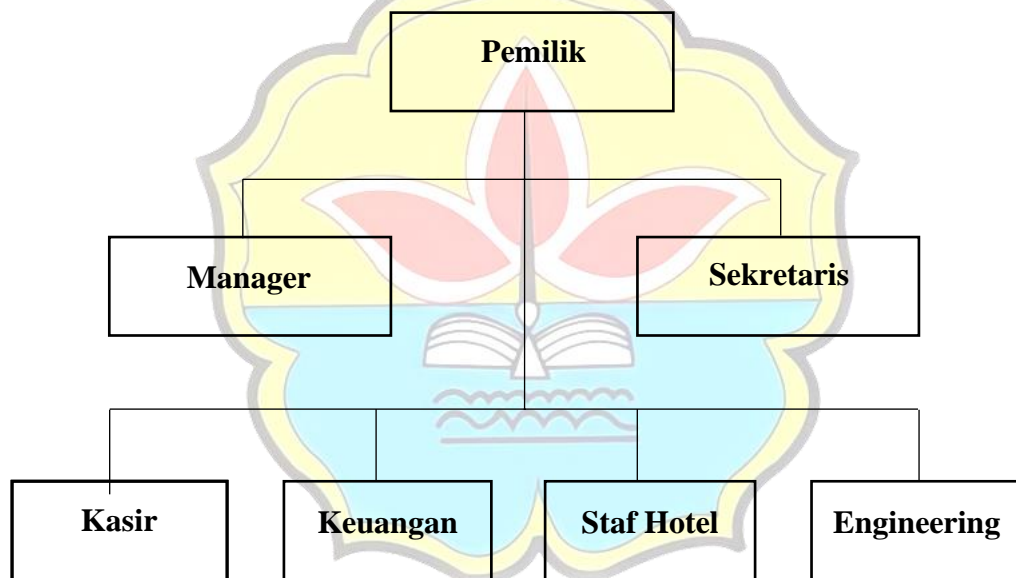 Pemilik
Manager
Sekretaris
Kasir
Keuangan
Staf Hotel
Engineering